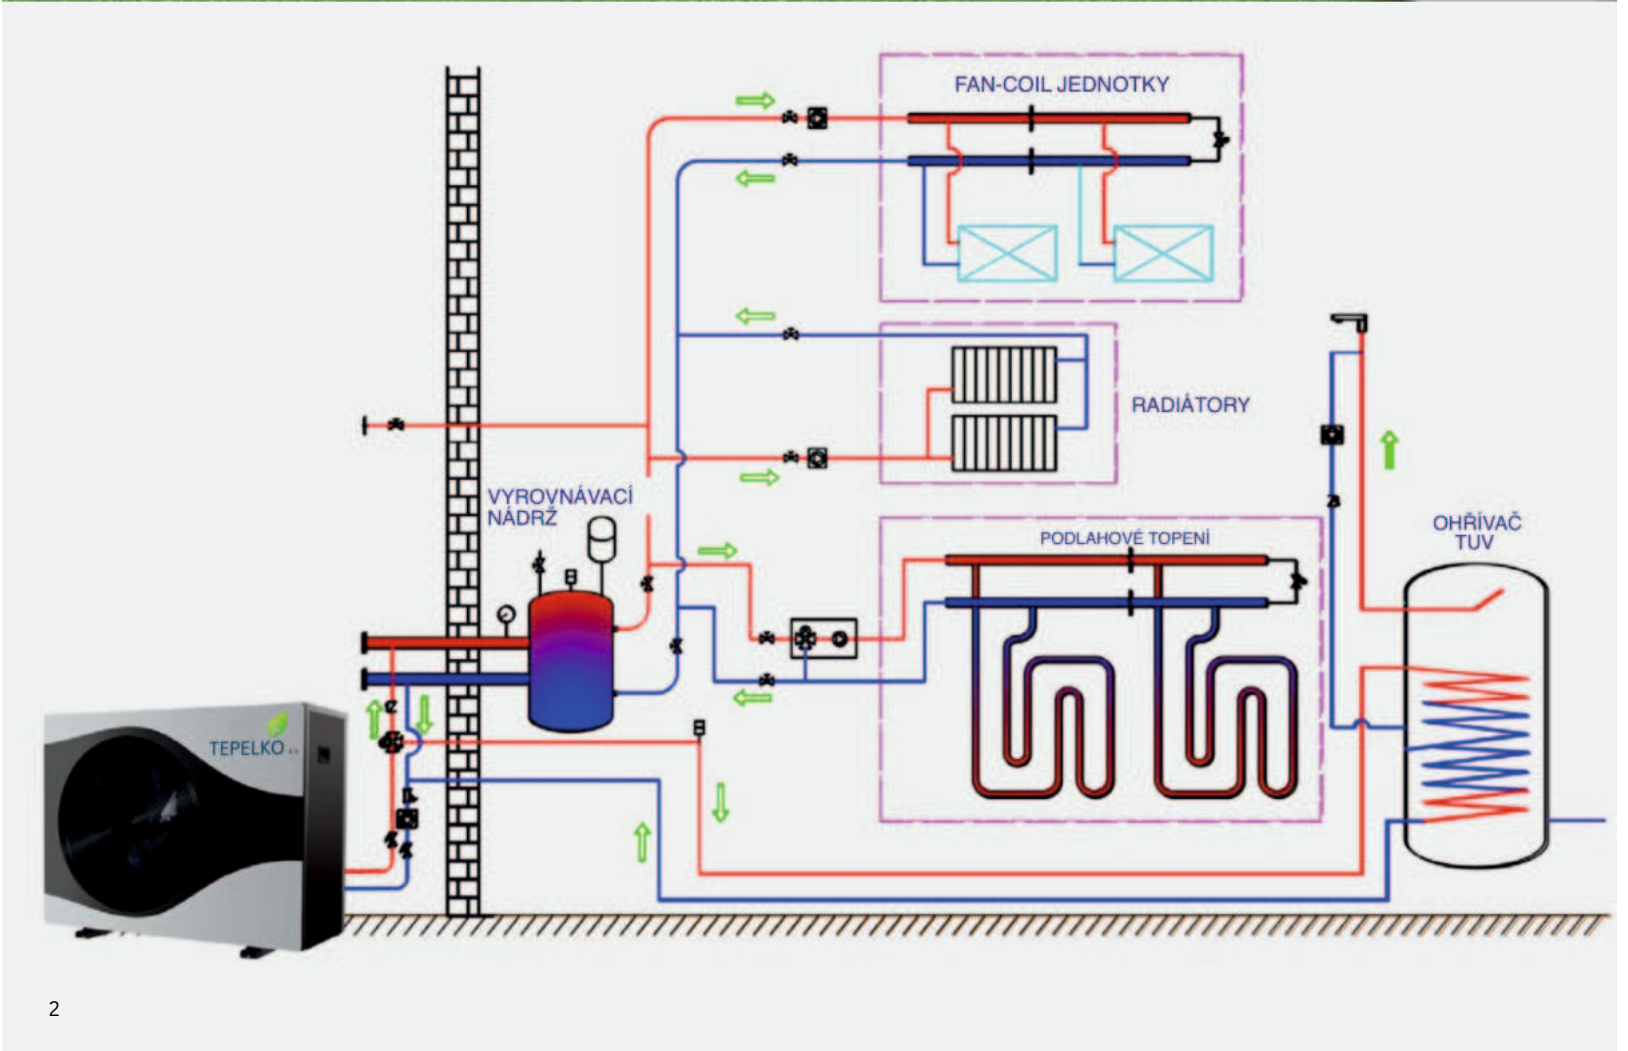 FAN-COIL JEDNOTKY
RADIÁTORY
VYROVNÁVACÍ
NÁDRŽ
PODLAHOVÉ TOPENÍ
OHŘÍVAČ
TUV
TEPELKO
2